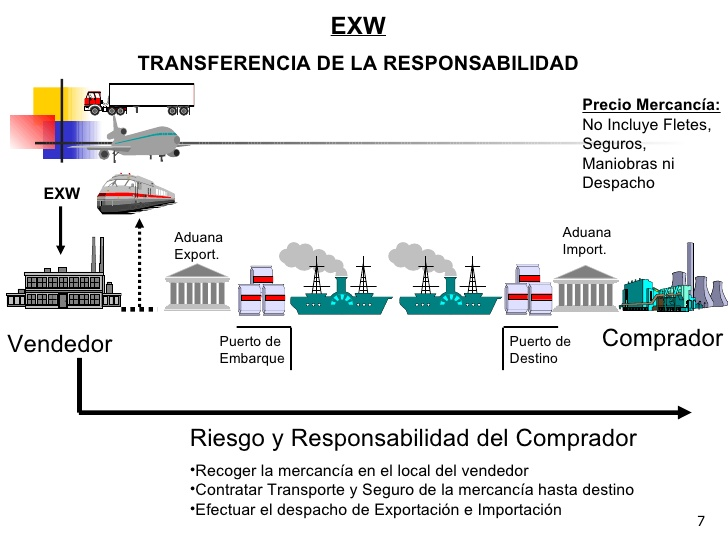 EXW
TRANSFERENCIA DE LA RESPONSABILIDAD
Precio Mercancía:
No Incluye Fletes,
Seguros,
Maniobras ni
Despacho
EXW
Aduana
Export.
Aduana
Import.
Vendedor
Puerto de
Embarque
Puerto de
Destino
Comprador
Riesgo y Responsabilidad del Comprador
•Recoger la mercancía en el local del vendedor
•Contratar Transporte y Seguro de la mercancía hasta destino
•Efectuar el despacho de Exportación e Importación
7